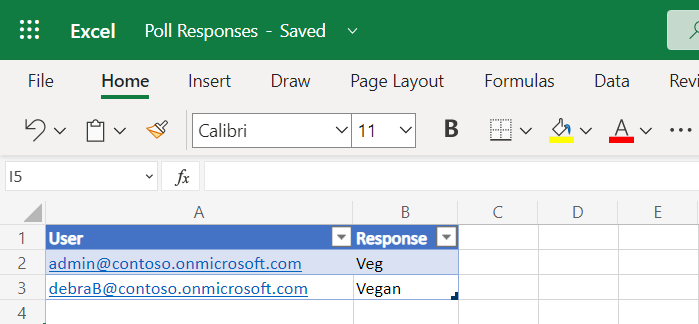 Excel Poll Responses - Saved
File Home Insert Draw Page Layout Formulas Data Revi
Calibri 11 B A
I5 fx
A B C D E
1 User Response
2 admin@contoso.onmicrosoft.com Veg
3 debraB@contoso.onmicrosoft.com Vegan
4